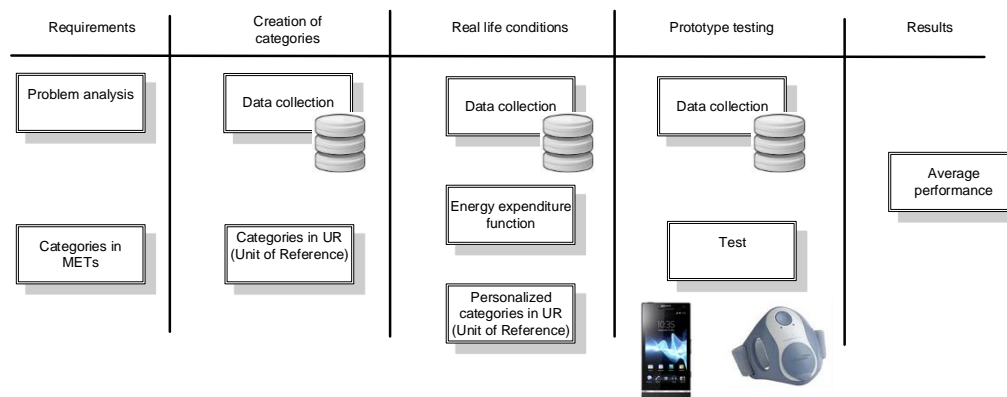 Requirements
Creation of
categories
Real life conditions
Prototype testing
Results
Problem analysis
Data collection
Data collection
Data collection
Average
performance
Energy expenditure
function
Categories in
METs
Categories in UR
(Unit of Reference)
Test
Personalized
categories in UR
(Unit of Reference)
10:35